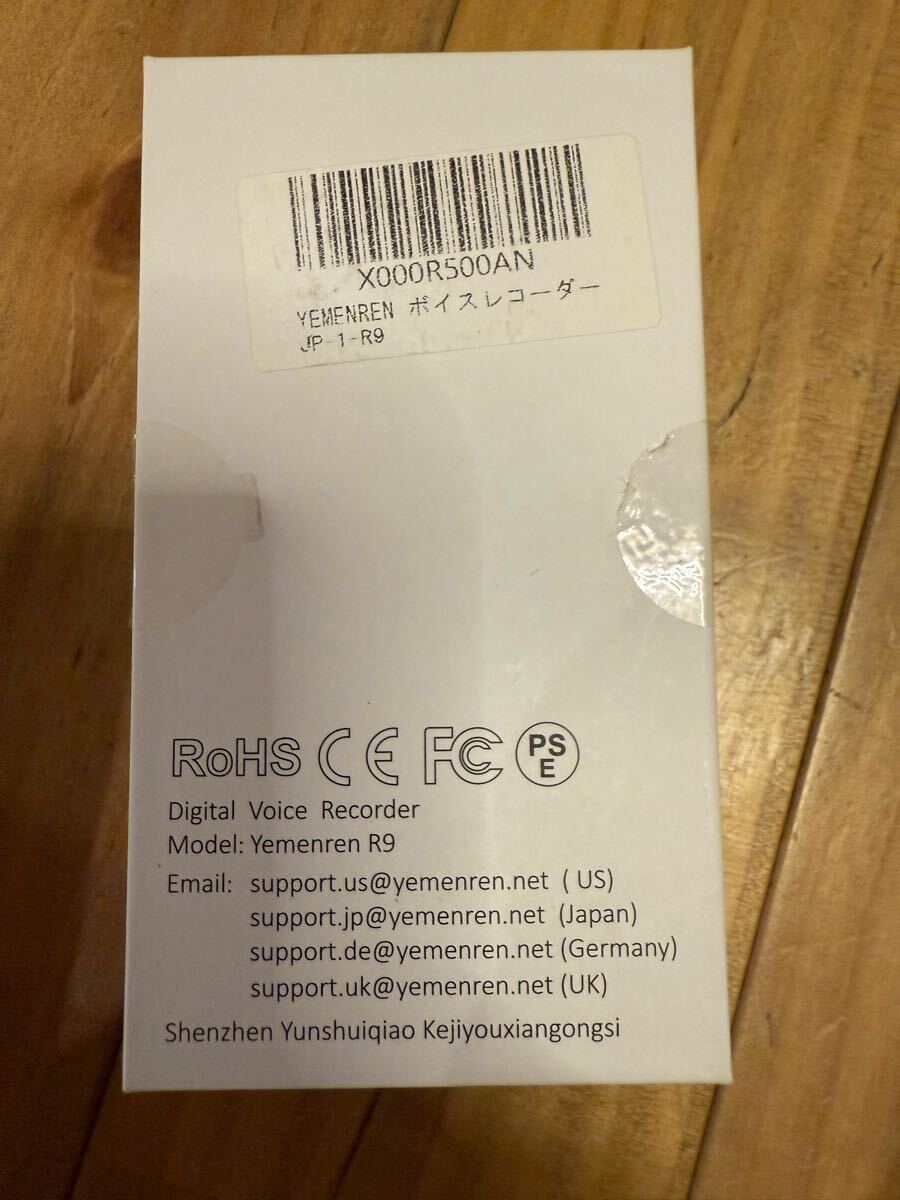 X000R500AN
YEMENREN ボイスレコーダー
JP-1-R9
RoHS CE FC PSE
Digital Voice Recorder
Model: Yemenren R9
Email: support.us@yemenren.net ( US)
support.jp@yemenren.net (Japan)
support.de@yemenren.net (Germany)
support.uk@yemenren.net (UK)
Shenzhen Yunshuiqiao Kejiyouxiangongsi